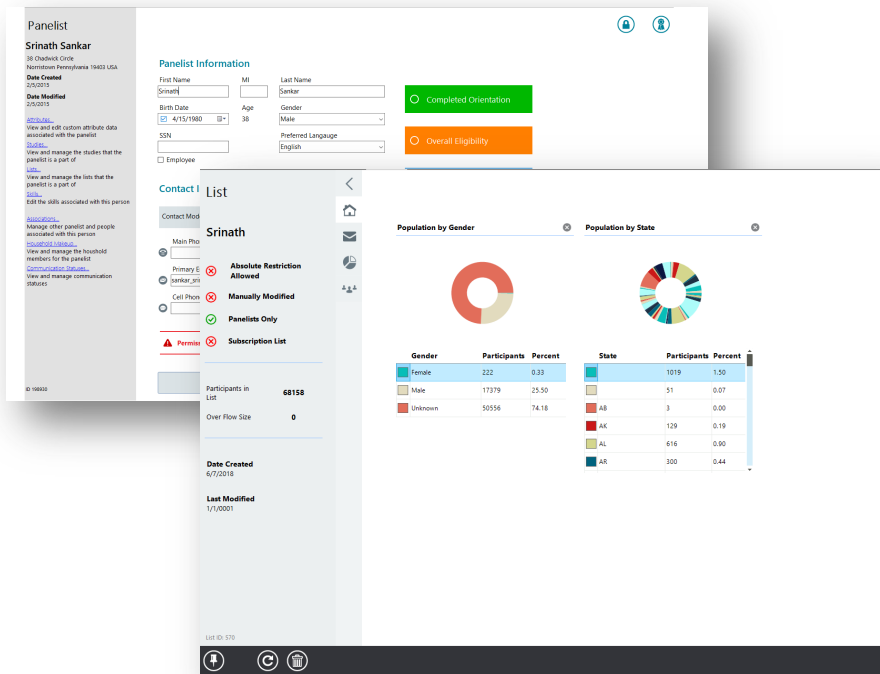 Panelist
Srinath Sankar
38 Chadwick Circle
Norristown Pennsylvania 19403 USA
Date Created
2/5/2015
Date Modified
2/5/2015
Attributes...
View and edit custom attribute data
associated with the panelist
Studies...
View and manage the studies that the
panelist is a part of
Lists...
View and manage the lists that the
panelist is a part of
Skills...
Edit the skills associated with this person
Associations...
Manage other panelist and people
associated with this person
Household Makeup...
View and manage the houshold
members for the panelist
Communication Statuses...
View and manage communication
statuses
ID 198930
Panelist Information
First Name MI Last Name
Srinath Sankar
Birth Date Age Gender
4/15/1980 38 Male
SSN Preferred Langauge
English
Employee
Completed Orientation
Overall Eligibility
Contact I
Contact Mod
Main Pho
Primary E
sankar_sri
Cell Phon
Permis
List
Srinath
Absolute Restriction
Allowed
Manually Modified
Panelists Only
Subscription List
Participants in
List 68158
Over Flow Size 0
Date Created
6/7/2018
Last Modified
1/1/0001
List ID: 570
Population by Gender
Gender Participants Percent
Female 222 0.33
Male 17379 25.50
Unknown 50556 74.18
Population by State
State Participants Percent
1019 1.50
51 0.07
AB 3 0.00
AK 129 0.19
AL 616 0.90
AR 300 0.44